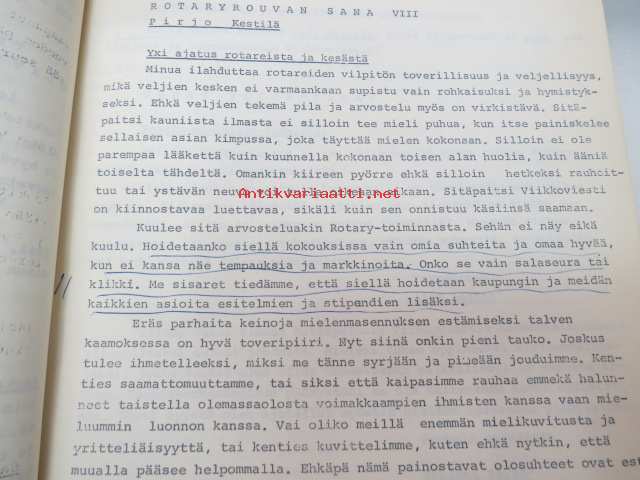 ROTARYROUVAN SANA VIII
Pirjo Kestilä
Yxi ajatus rotareista ja kesästä
Minua ilahduttaa rotareiden vilpitön toverillisuus ja veljellisyys,
mikä veljien kesken ei varmaankaan supistu vain rohkaisuksi ja hymistyk-
seksi. Ehkä veljien tekemä pila ja arvostelu myös on virkistävä. Sitä-
paitsi kauniista ilmasta ei silloin tee mieli puhua, kun itse painiskelee
sellaisen asian kimpussa, joka täyttää mielen kokonaan. Silloin ei ole
parempaa lääkettä kuin kuunnella kokonaan toisen alan huolia, kuin ääniä
toiselta tähdeltä. Omankin kiireen pyörre ehkä silloin hetkeksi rauhoit-
tuu tai ystävän neuvo
Antikvariaatti.net
aikaan. Sitäpaitsi Viikkoviesti
on kiinnostavaa luettavaa, sikäli kuin sen onnistuu käsiinsä saamaan.
Kuulee sitä arvosteluakin Rotary-toiminnasta. Sehän ei näy eikä
kuulu. Hoidetaanko siellä kokouksissa vain omia suhteita ja omaa hyvää,
kun ei kansa näe tempauksia ja markkinoita. Onko se vain salaseura tai
klikki. Me sisaret tiedämme, että siellä hoidetaan kaupungin ja meidän
kaikkien asioita esitelmien ja stipendien lisäksi.
Eräs parhaita keinoja mielenmasennuksen estämiseksi talven
kaamoksessa on hyvä toveripiiri. Nyt siinä onkin pieni tauko. Joskus
tulee ihmetelleeksi, miksi me tänne syrjään ja pimeään jouduimme. Ken-
ties saamattomuuttamme, tai siksi että kaipasimme rauhaa emmekä halun-
neet taistella olemassaolosta voimakkaampien ihmisten kanssa vaan mie-
luummin luonnon kanssa. Vai oliko meillä enemmän mielikuvitusta ja
yritteliäisyyttä, tai kenties kuvittelimme, kuten ehkä nytkin, että
muualla pääsee helpommalla. Ehkäpä nämä painostavat olosuhteet ovat